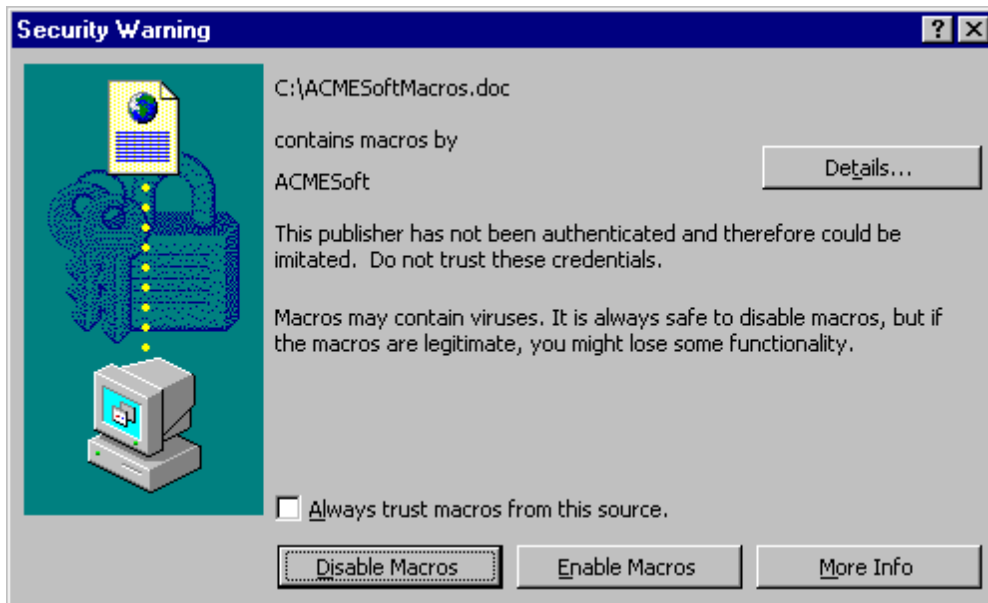 Security Warning
C:\ACMESoftMacros.doc
contains macros by
Details...
ACMESoft
This publisher has not been authenticated and therefore could be
imitated.  Do not trust these credentials.
Macros may contain viruses. It is always safe to disable macros, but if
the macros are legitimate, you might lose some functionality.
Always trust macros from this source.
Disable Macros
Enable Macros
More Info